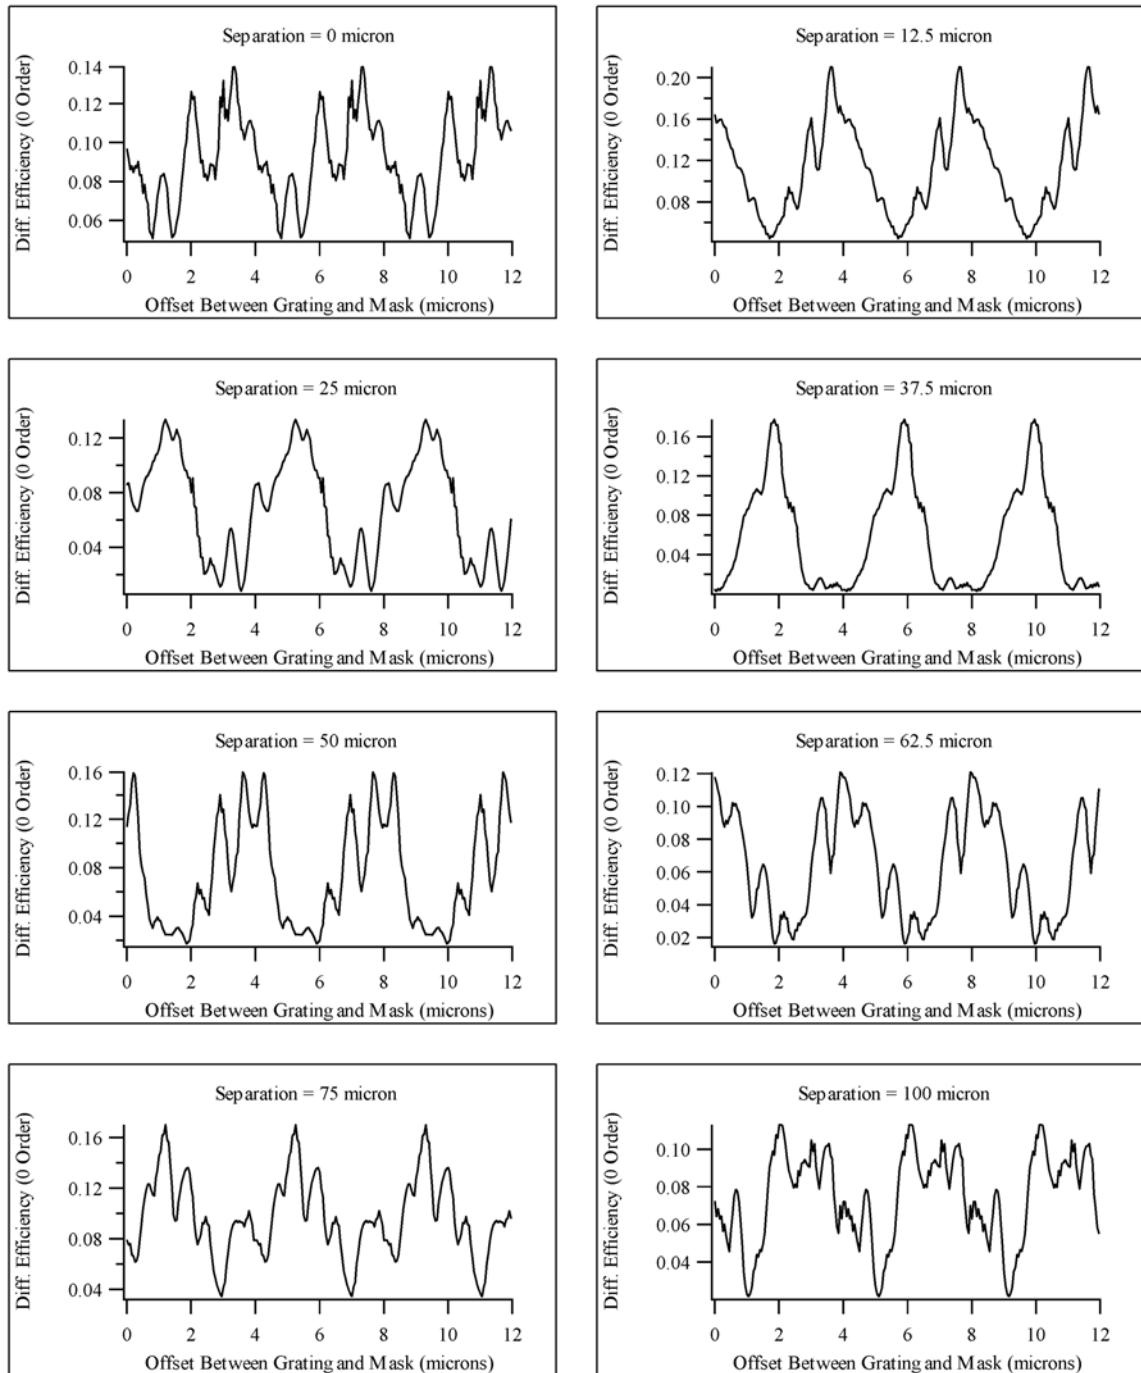 Separation = 0 micron
Diff. Efficiency (0 Order)
0.14
0.12
0.10
0.08
0.06
0 2 4 6 8 10 12
Offset Between Grating and Mask (microns)
Separation = 12.5 micron
Diff. Efficiency (0 Order)
0.20
0.16
0.12
0.08
0 2 4 6 8 10 12
Offset Between Grating and Mask (microns)
Separation = 25 micron
Diff. Efficiency (0 Order)
0.12
0.08
0.04
0 2 4 6 8 10 12
Offset Between Grating and Mask (microns)
Separation = 37.5 micron
Diff. Efficiency (0 Order)
0.16
0.12
0.08
0.04
0 2 4 6 8 10 12
Offset Between Grating and Mask (microns)
Separation = 50 micron
Diff. Efficiency (0 Order)
0.16
0.12
0.08
0.04
0 2 4 6 8 10 12
Offset Between Grating and Mask (microns)
Separation = 62.5 micron
Diff. Efficiency (0 Order)
0.12
0.10
0.08
0.06
0.04
0.02
0 2 4 6 8 10 12
Offset Between Grating and Mask (microns)
Separation = 75 micron
Diff. Efficiency (0 Order)
0.16
0.12
0.08
0.04
0 2 4 6 8 10 12
Offset Between Grating and Mask (microns)
Separation = 100 micron
Diff. Efficiency (0 Order)
0.10
0.08
0.06
0.04
0 2 4 6 8 10 12
Offset Between Grating and Mask (microns)